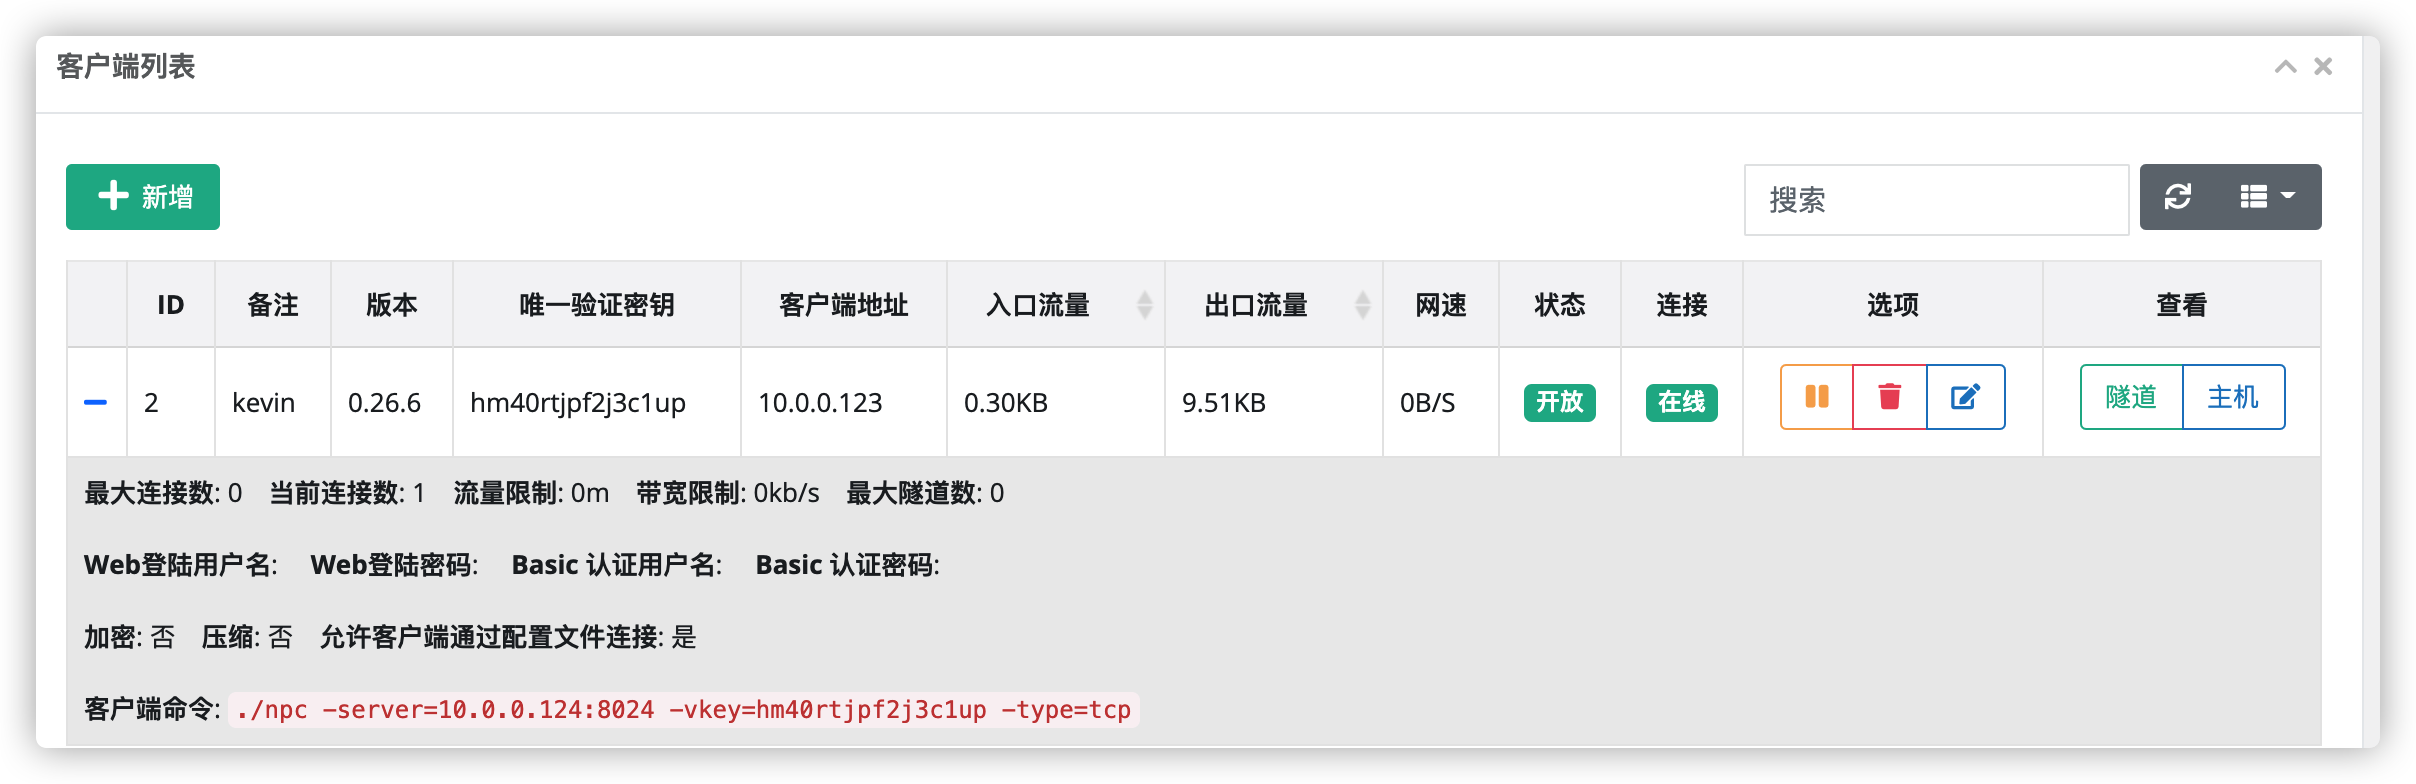 客户端列表
新增
搜索
ID 备注 版本 唯一验证密钥 客户端地址 入口流量 出口流量 网速 状态 连接 选项 查看
2 kevin 0.26.6 hm40rtjpf2j3c1up 10.0.0.123 0.30KB 9.51KB 0B/S 开放 在线 隧道 主机
最大连接数: 0 当前连接数: 1 流量限制: 0m 带宽限制: 0kb/s 最大隧道数: 0
Web登陆用户名: Web登陆密码: Basic 认证用户名: Basic 认证密码:
加密: 否 压缩: 否 允许客户端通过配置文件连接: 是
客户端命令: ./npc -server=10.0.0.124:8024 -vkey=hm40rtjpf2j3c1up -type=tcp